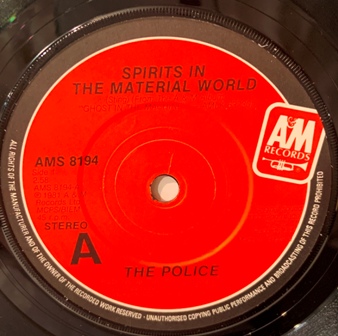 SPIRITS IN
THE MATERIAL WORLD
A&M
RECORDS
AMS 8194
STEREO
A
THE POLICE
ALL RIGHTS OF THE MANUFACTURER AND OF THE OWNER OF THE RECORDED WORK RESERVED - UNAUTHORISED COPYING PUBLIC PERFORMANCE AND BROADCASTING OF THIS RECORD PROHIBITED